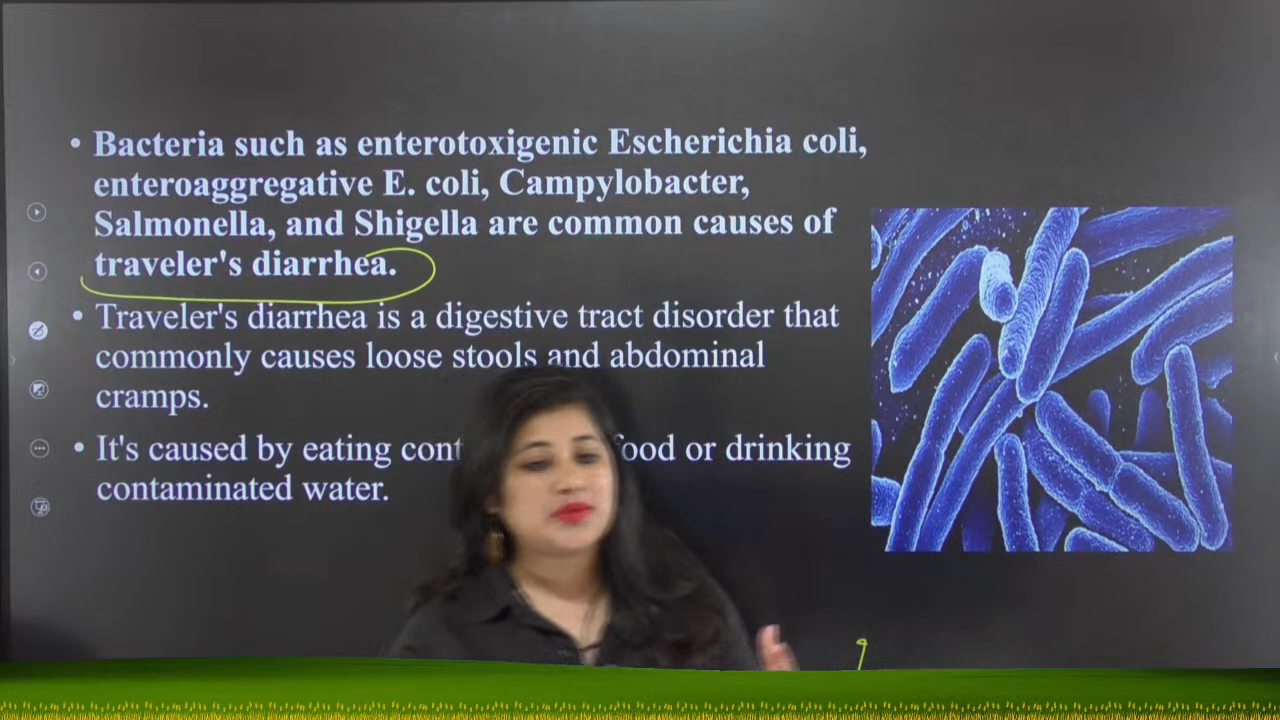 • Bacteria such as enterotoxigenic Escherichia coli,
enteroaggregative E. coli, Campylobacter,
Salmonella, and Shigella are common causes of
traveler's diarrhea.
• Traveler's diarrhea is a digestive tract disorder that
commonly causes loose stools and abdominal
cramps.
• It's caused by eating food or drinking
contaminated water.